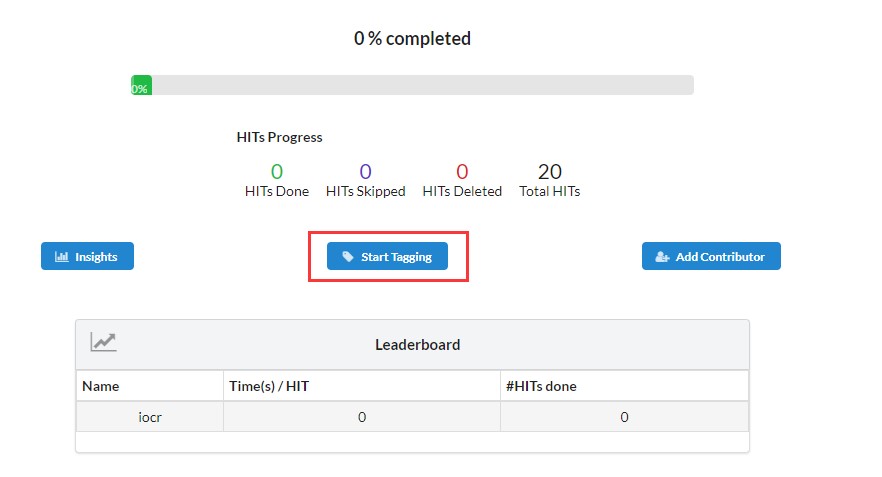 0 % completed
0%
HITs Progress
0 0 0 20
HITs Done HITs Skipped HITs Deleted Total HITs
Insights Start Tagging Add Contributor
Leaderboard
Name Time(s) / HIT #HITs done
iocr 0 0